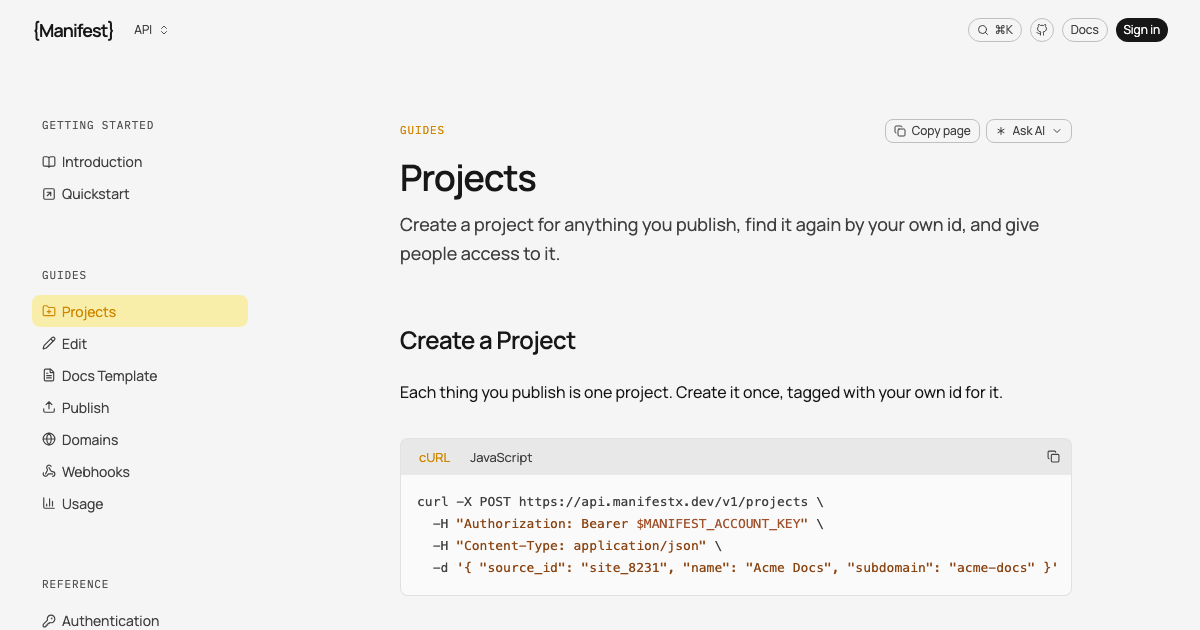 {Manifest}
API
⌘K
Docs
Sign in
GETTING STARTED
Introduction
Quickstart
GUIDES
Projects
Edit
Docs Template
Publish
Domains
Webhooks
Usage
REFERENCE
Authentication
GUIDES
Copy page
Ask AI
Projects
Create a project for anything you publish, find it again by your own id, and give
people access to it.
Create a Project
Each thing you publish is one project. Create it once, tagged with your own id for it.
cURL
JavaScript
curl -X POST https://api.manifestx.dev/v1/projects \
  -H "Authorization: Bearer $MANIFEST_ACCOUNT_KEY" \
  -H "Content-Type: application/json" \
  -d '{ "source_id": "site_8231", "name": "Acme Docs", "subdomain": "acme-docs" }'